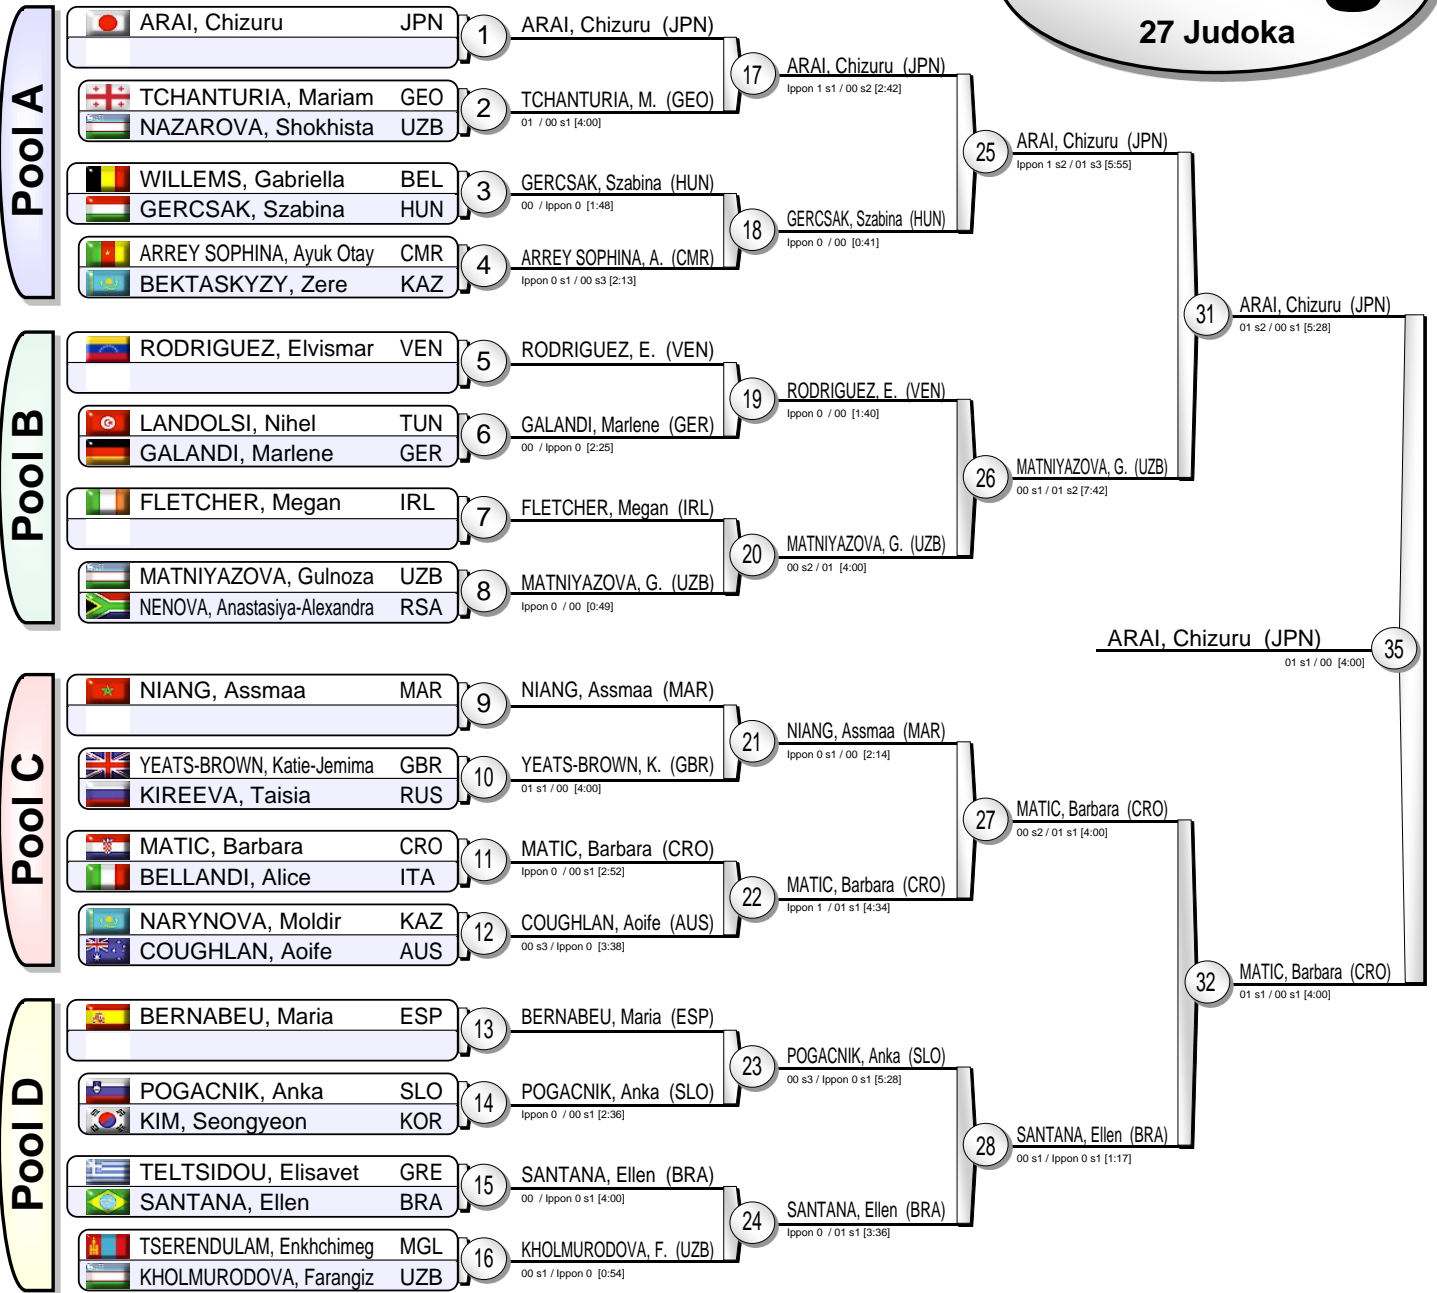 27 Judoka
Pool A
ARAI, Chizuru JPN
TCHANTURIA, Mariam GEO
NAZAROVA, Shokhista UZB
WILLEMS, Gabriella BEL
GERCSAK, Szabina HUN
ARREY SOPHINA, Ayuk Otay CMR
BEKTASKYZY, Zere KAZ
Pool B
RODRIGUEZ, Elvismar VEN
LANDOLSI, Nihel TUN
GALANDI, Marlene GER
FLETCHER, Megan IRL
MATNIYAZOVA, Gulnoza UZB
NENOVA, Anastasiya-Alexandra RSA
Pool C
NIANG, Assmaa MAR
YEATS-BROWN, Katie-Jemima GBR
KIREEVA, Taisia RUS
MATIC, Barbara CRO
BELLANDI, Alice ITA
NARYNOVA, Moldir KAZ
COUGHLAN, Aoife AUS
Pool D
BERNABEU, Maria ESP
POGACNIK, Anka SLO
KIM, Seongyeon KOR
TELTSIDOU, Elisavet GRE
SANTANA, Ellen BRA
TSERENDULAM, Enkhchimeg MGL
KHOLMURODOVA, Farangiz UZB
1 ARAI, Chizuru (JPN)
2 TCHANTURIA, M. (GEO)
01 / 00 s1 [4:00]
3 GERCSAK, Szabina (HUN)
00 / Ippon 0 [1:48]
4 ARREY SOPHINA, A. (CMR)
Ippon 0 s1 / 00 s3 [2:13]
5 RODRIGUEZ, E. (VEN)
6 GALANDI, Marlene (GER)
00 / Ippon 0 [2:25]
7 FLETCHER, Megan (IRL)
8 MATNIYAZOVA, G. (UZB)
Ippon 0 / 00 [0:49]
9 NIANG, Assmaa (MAR)
10 YEATS-BROWN, K. (GBR)
01 s1 / 00 [4:00]
11 MATIC, Barbara (CRO)
Ippon 0 / 00 s1 [2:52]
12 COUGHLAN, Aoife (AUS)
00 s3 / Ippon 0 [3:38]
13 BERNABEU, Maria (ESP)
14 POGACNIK, Anka (SLO)
Ippon 0 / 00 s1 [2:36]
15 SANTANA, Ellen (BRA)
00 / Ippon 0 s1 [4:00]
16 KHOLMURODOVA, F. (UZB)
00 s1 / Ippon 0 [0:54]
17 ARAI, Chizuru (JPN)
Ippon 1 s1 / 00 s2 [2:42]
18 GERCSAK, Szabina (HUN)
Ippon 0 / 00 [0:41]
19 RODRIGUEZ, E. (VEN)
Ippon 0 / 00 [1:40]
20 MATNIYAZOVA, G. (UZB)
00 s2 / 01 [4:00]
21 NIANG, Assmaa (MAR)
Ippon 0 s1 / 00 [2:14]
22 MATIC, Barbara (CRO)
Ippon 1 / 01 s1 [4:34]
23 POGACNIK, Anka (SLO)
00 s3 / Ippon 0 s1 [5:28]
24 SANTANA, Ellen (BRA)
Ippon 0 / 01 s1 [3:36]
25 ARAI, Chizuru (JPN)
Ippon 1 s2 / 01 s3 [5:55]
26 MATNIYAZOVA, G. (UZB)
00 s1 / 01 s2 [7:42]
27 MATIC, Barbara (CRO)
00 s2 / 01 s1 [4:00]
28 SANTANA, Ellen (BRA)
00 s1 / Ippon 0 s1 [1:17]
31 ARAI, Chizuru (JPN)
01 s2 / 00 s1 [5:28]
32 MATIC, Barbara (CRO)
01 s1 / 00 s1 [4:00]
ARAI, Chizuru (JPN) 35
01 s1 / 00 [4:00]